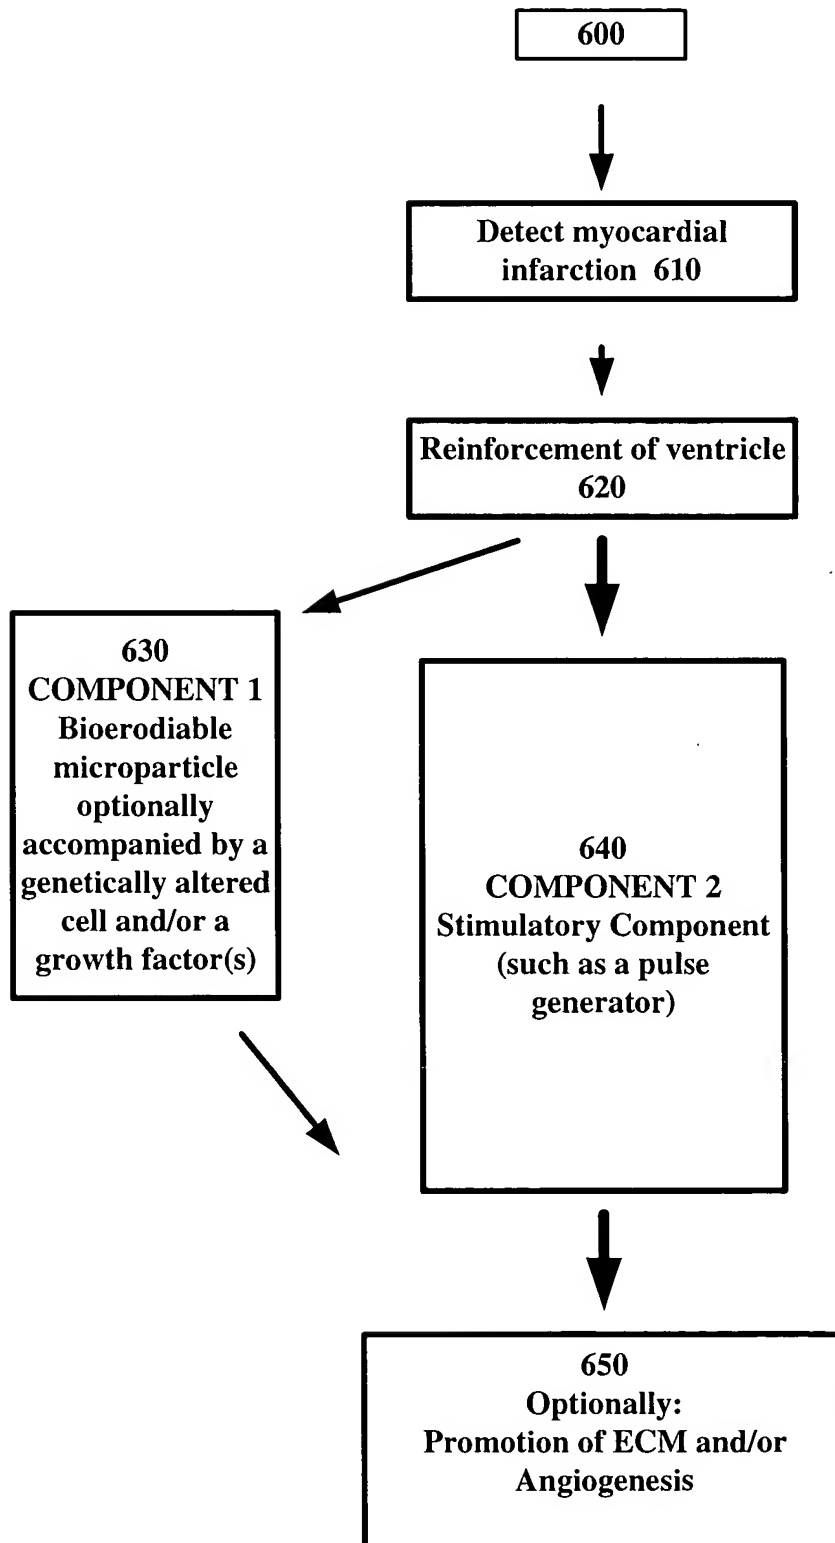 600
Detect myocardial
infarction 610
Reinforcement of ventricle
620
630
COMPONENT 1
Bioerodiable
microparticle
optionally
accompanied by a
genetically altered
cell and/or a
growth factor(s)
640
COMPONENT 2
Stimulatory Component
(such as a pulse
generator)
650
Optionally:
Promotion of ECM and/or
Angiogenesis